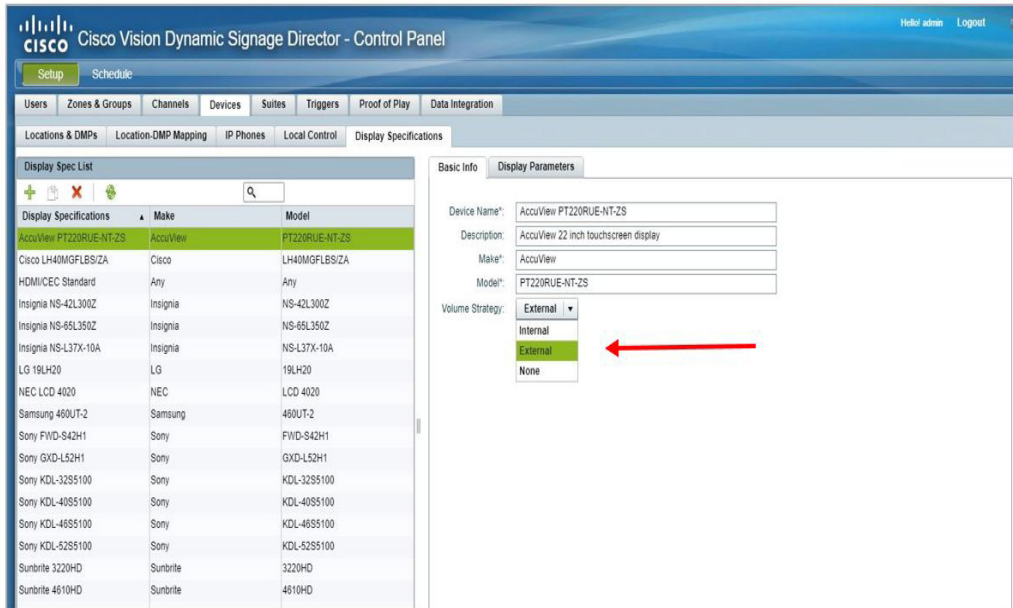 Hello! admin Logout
CISCO Cisco Vision Dynamic Signage Director - Control Panel
Setup Schedule
Users Zones & Groups Channels Devices Suites Triggers Proof of Play Data Integration
Locations & DMPs Location-DMP Mapping IP Phones Local Control Display Specifications
Display Spec List
Display Specifications Make Model
AccuView PT220RUE-NT-ZS AccuView PT220RUE-NT-ZS
Cisco LH40MGFLBS/ZA Cisco LH40MGFLBS/ZA
HDMI/CEC Standard Any Any
Insignia NS-42L300Z Insignia NS-42L300Z
Insignia NS-65L350Z Insignia NS-65L350Z
Insignia NS-L37X-10A Insignia NS-L37X-10A
LG 19LH20 LG 19LH20
NEC LCD 4020 NEC LCD 4020
Samsung 460UT-2 Samsung 460UT-2
Sony FWD-S42H1 Sony FWD-S42H1
Sony GXD-L52H1 Sony GXD-L52H1
Sony KDL-32S5100 Sony KDL-32S5100
Sony KDL-40S5100 Sony KDL-40S5100
Sony KDL-46S5100 Sony KDL-46S5100
Sony KDL-52S5100 Sony KDL-52S5100
Sunbrite 3220HD Sunbrite 3220HD
Sunbrite 4610HD Sunbrite 4610HD
Basic Info Display Parameters
Device Name*: AccuView PT220RUE-NT-ZS
Description: AccuView 22 inch touchscreen display
Make*: AccuView
Model*: PT220RUE-NT-ZS
Volume Strategy: External
Internal
External
None